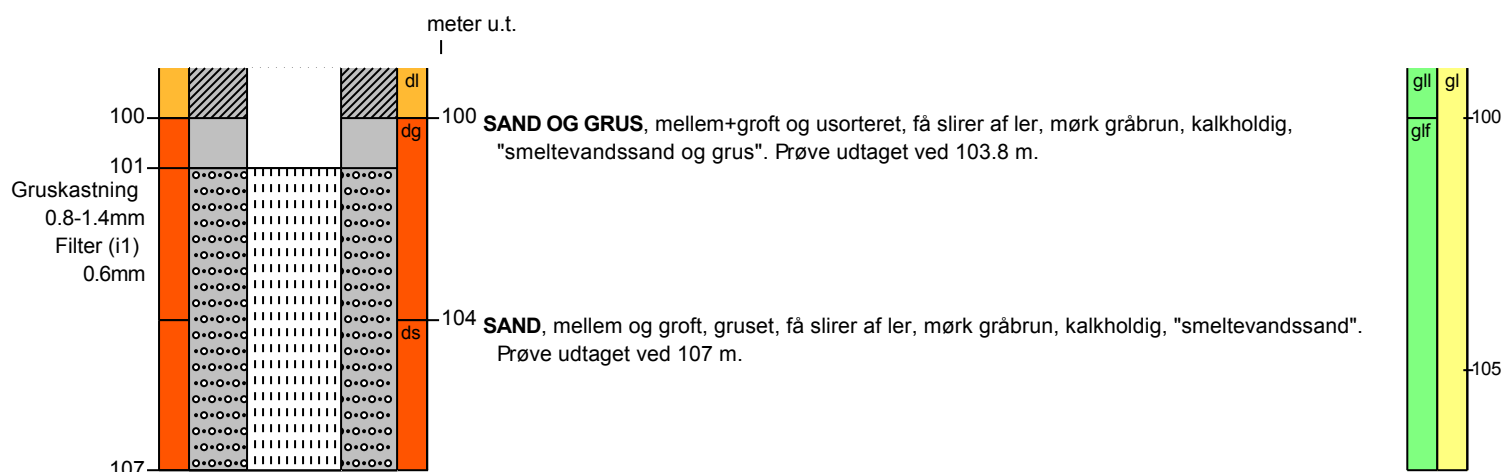 meter u.t.
dl
gll gl
100
100
SAND OG GRUS, mellem+groft og usorteret, få slirer af ler, mørk gråbrun, kalkholdig,
"smeltevandssand og grus". Prøve udtaget ved 103.8 m.
dg
glf
100
101
Gruskastning
0.8-1.4mm
Filter (i1)
0.6mm
104
SAND, mellem og groft, gruset, få slirer af ler, mørk gråbrun, kalkholdig, "smeltevandssand".
Prøve udtaget ved 107 m.
ds
105
107